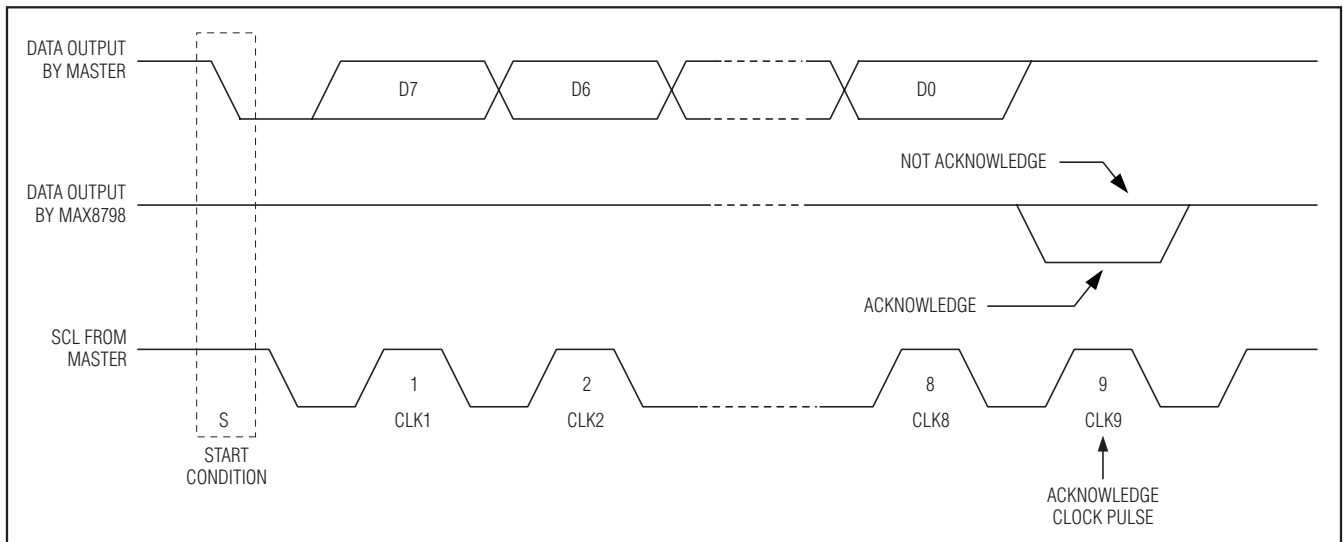 DATA OUTPUT
BY MASTER
D7
D6
D0
NOT ACKNOWLEDGE
DATA OUTPUT
BY MAX8798
ACKNOWLEDGE
SCL FROM
MASTER
1
2
8
9
S
CLK1
CLK2
CLK8
CLK9
START
CONDITION
ACKNOWLEDGE
CLOCK PULSE